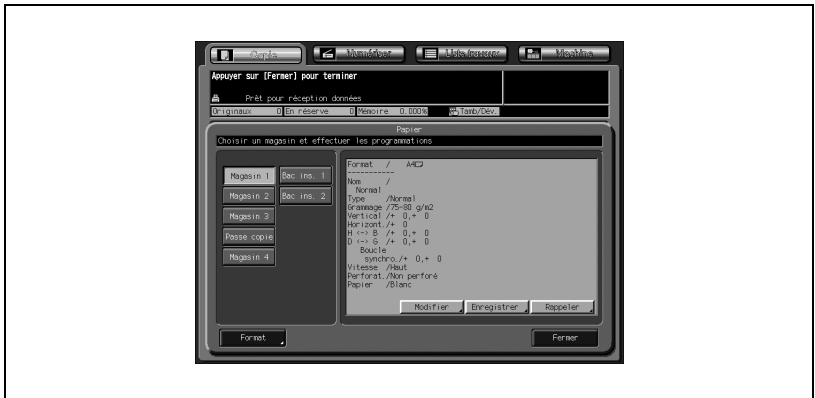 Copie Numériser Liste travaux Machine
Appuyer sur [Fermer] pour terminer
Prêt pour réception données
Originaux 0 En réserve 0 Mémoire 0.000% Tamb/Dév.
Papier
Choisir un magasin et effectuer les programmations
Magasin 1 Bac ins. 1
Magasin 2 Bac ins. 2
Magasin 3
Passe copie
Magasin 4
Format / A4
-----------
Nom /
Normal
Type /Normal
Grammage /75-80 g/m2
Vertical /+ 0,+ 0
Horizont./+ 0
H <-> B /+ 0,+ 0
D <-> G /+ 0,+ 0
Boucle
synchro./+ 0,+ 0
Vitesse /Haut
Perforat./Non perforé
Papier /Blanc
Modifier Enregistrer Rappeler
Format Fermer